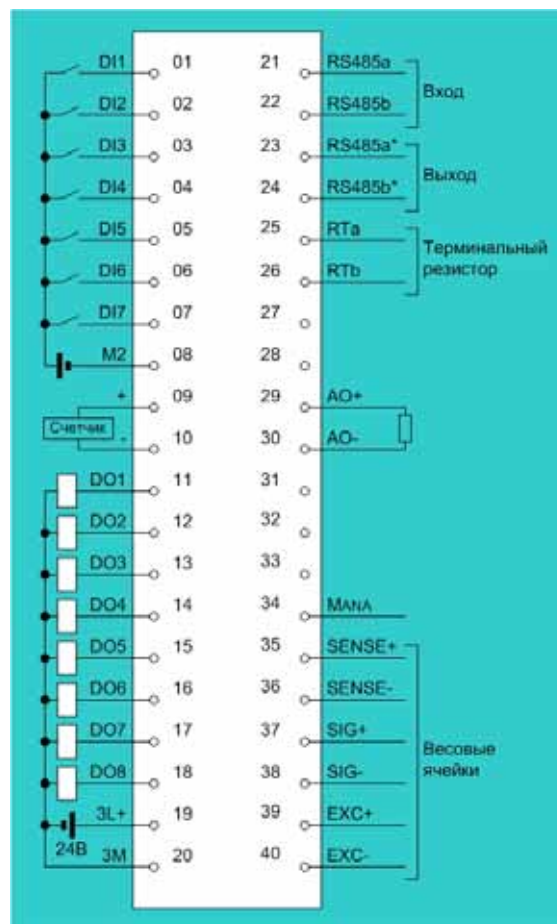 DI1 01 21 RS485a
DI2 02 22 RS485b
Вход
DI3 03 23 RS485a*
DI4 04 24 RS485b*
Выход
DI5 05 25 RTa
DI6 06 26 RTb
Терминальный
резистор
DI7 07 27
M2 08 28
+ 09 29 AO+
Счетчик
- 10 30 AO-
DO1 11 31
DO2 12 32
DO3 13 33
DO4 14 34 MANA
DO5 15 35 SENSE+
DO6 16 36 SENSE-
DO7 17 37 SIG+
DO8 18 38 SIG-
Весовые
ячейки
3L+ 19 39 EXC+
24В
3M 20 40 EXC-